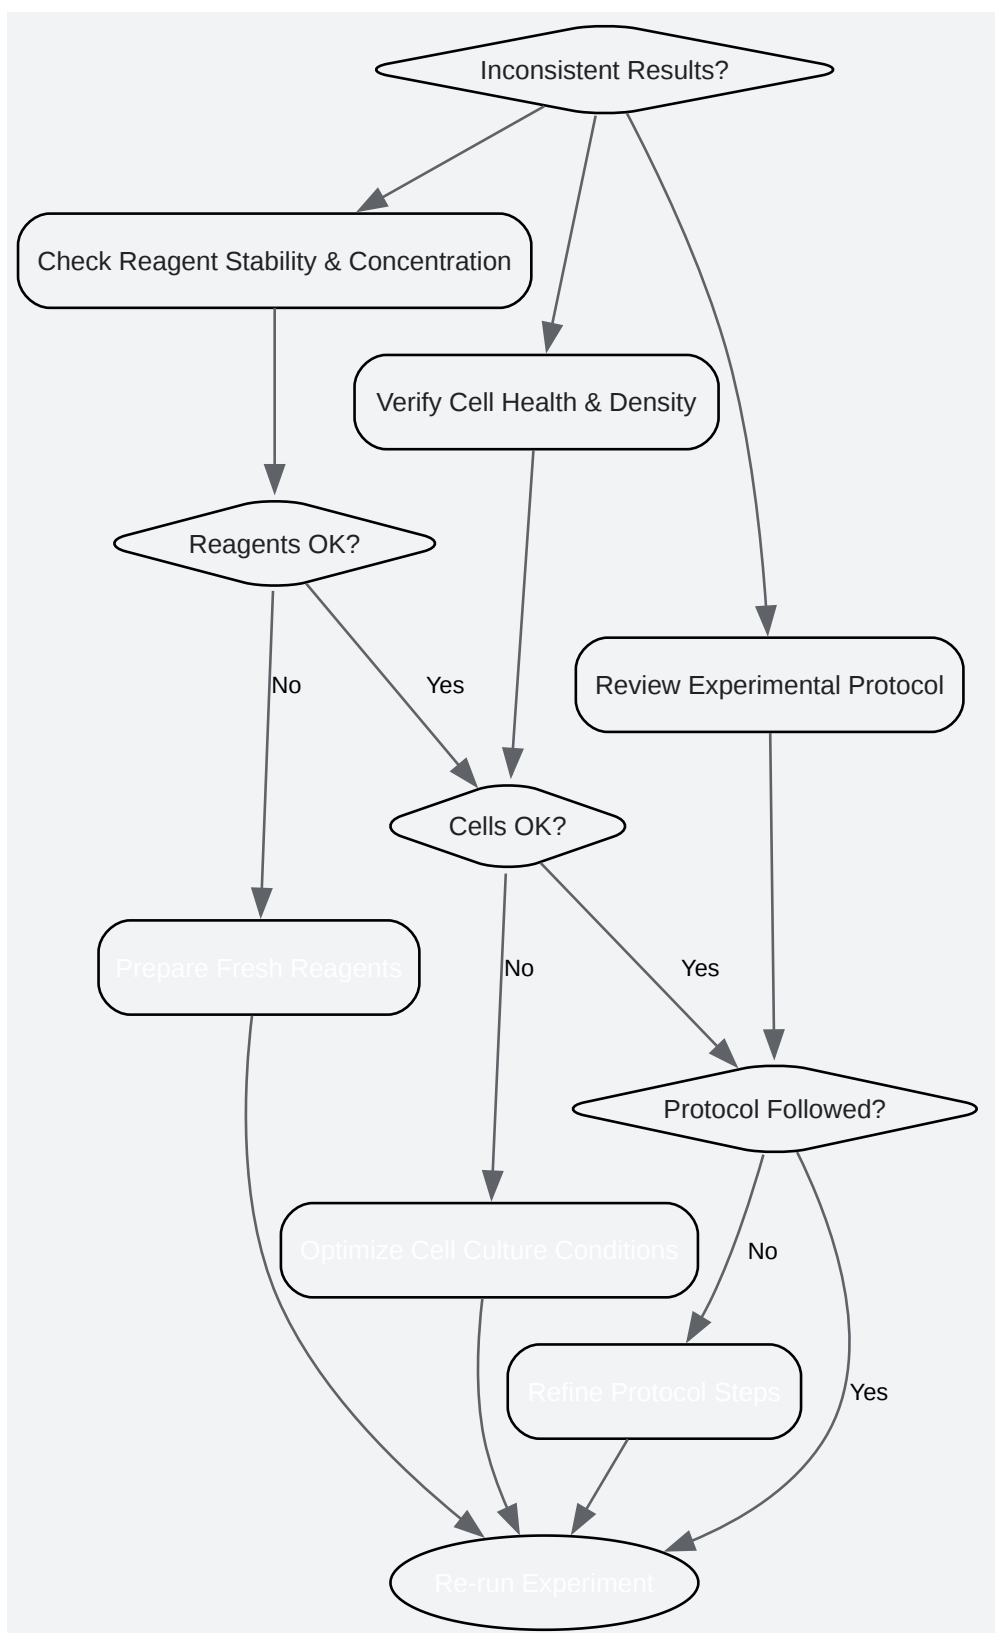 Inconsistent Results?
Check Reagent Stability & Concentration
Verify Cell Health & Density
Reagents OK?
No
Yes
Review Experimental Protocol
Cells OK?
Prepare Fresh Reagents
No
Yes
Protocol Followed?
Optimize Cell Culture Conditions
No
Refine Protocol Steps
Yes
Re-run Experiment